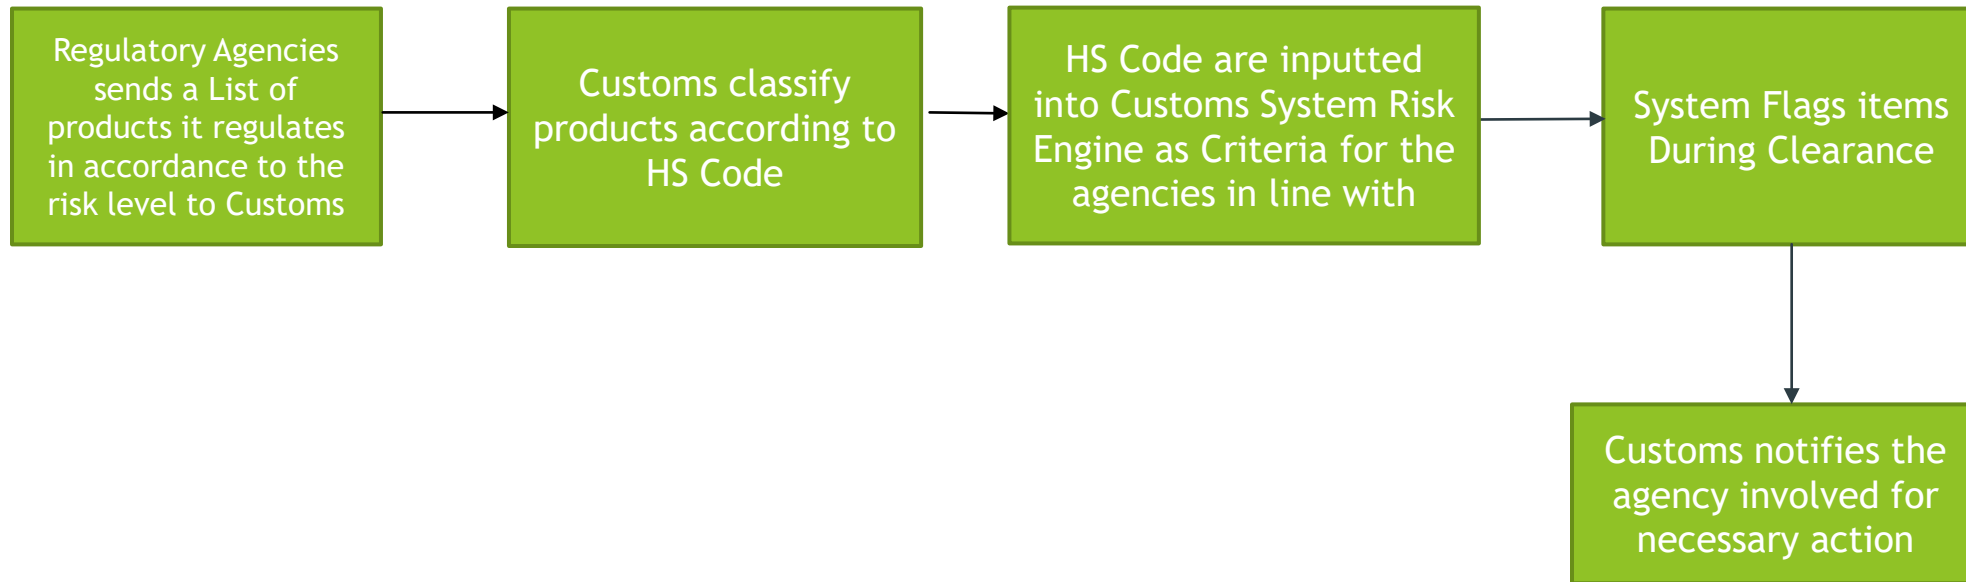 Regulatory Agencies
sends a List of
products it regulates
in accordance to the
risk level to Customs
Customs classify
products according to
HS Code
HS Code are inputted
into Customs System Risk
Engine as Criteria for the
agencies in line with
System Flags items
During Clearance
Customs notifies the
agency involved for
necessary action